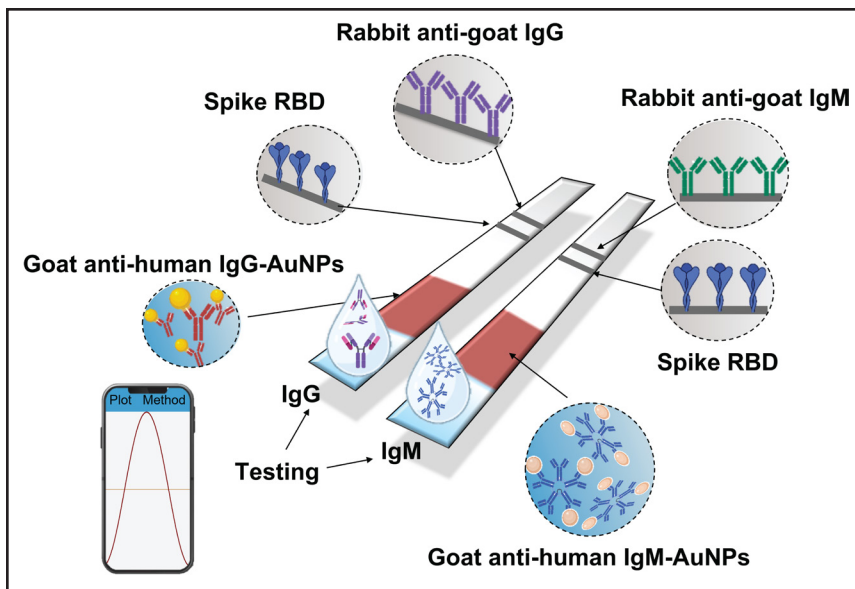 Rabbit anti-goat IgG
Spike RBD
Rabbit anti-goat IgM
Goat anti-human IgG-AuNPs
Spike RBD
IgG
Plot Method
Testing
IgM
Goat anti-human IgM-AuNPs